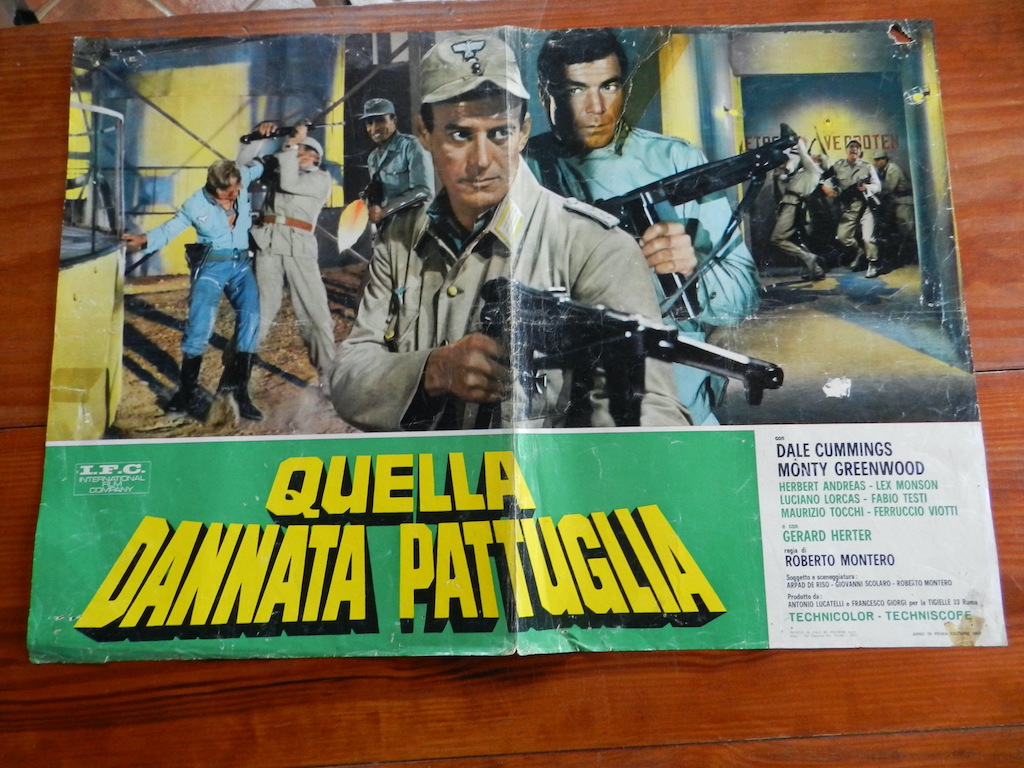 VERBOTEN
I.F.C.
INTERNATIONAL
FILM
COMPANY
QUELLA
DANNATA PATTUGLIA
con
DALE CUMMINGS
MONTY GREENWOOD
HERBERT ANDREAS - LEX MONSON
LUCIANO LORCAS - FABIO TESTI
MAURIZIO TOCCHI - FERRUCCIO VIOTTI
e con
GERARD HERTER
regia di
ROBERTO MONTERO
Soggetto e sceneggiatura:
ARPAD DE RISO - GIOVANNI SCOLARO - ROBERTO MONTERO
Prodotto da:
ANTONIO LUCATELLI e FRANCESCO GIORGI per la TIGIELLE 33 Roma
TECHNICOLOR - TECHNISCOPE